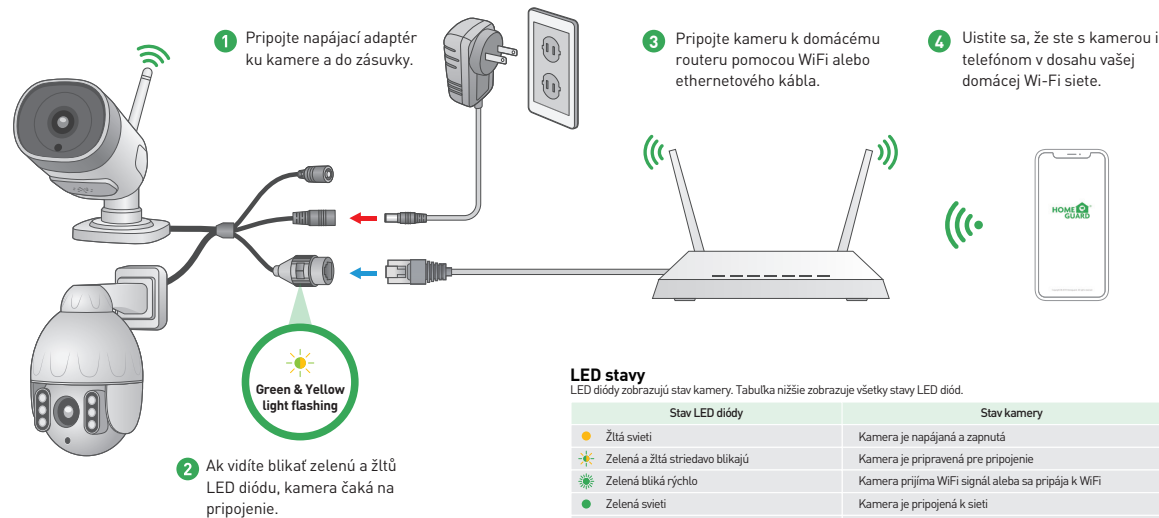 1 Pripojte napájací adaptér
ku kamere a do zásuvky.
3 Pripojte kameru k domácému
routeru pomocou WiFi alebo
ethernetového kábla.
4 Uistite sa, že ste s kamerou i
telefónom v dosahu vašej
domácej Wi-Fi siete.
HOME
GUARD
Green & Yellow
light flashing
2 Ak vidíte blikať zelenú a žltů
LED diódu, kamera čaká na
pripojenie.
LED stavy
LED diódy zobrazujú stav kamery. Tabuľka nižšie zobrazuje všetky stavy LED diód.
Stav LED diódy Stav kamery
Žltá svieti Kamera je napájaná a zapnutá
Zelená a žltá striedavo blikajú Kamera je pripravená pre pripojenie
Zelená bliká rýchlo Kamera prijíma WiFi signál aleba sa pripája k WiFi
Zelená svieti Kamera je pripojená k sieti